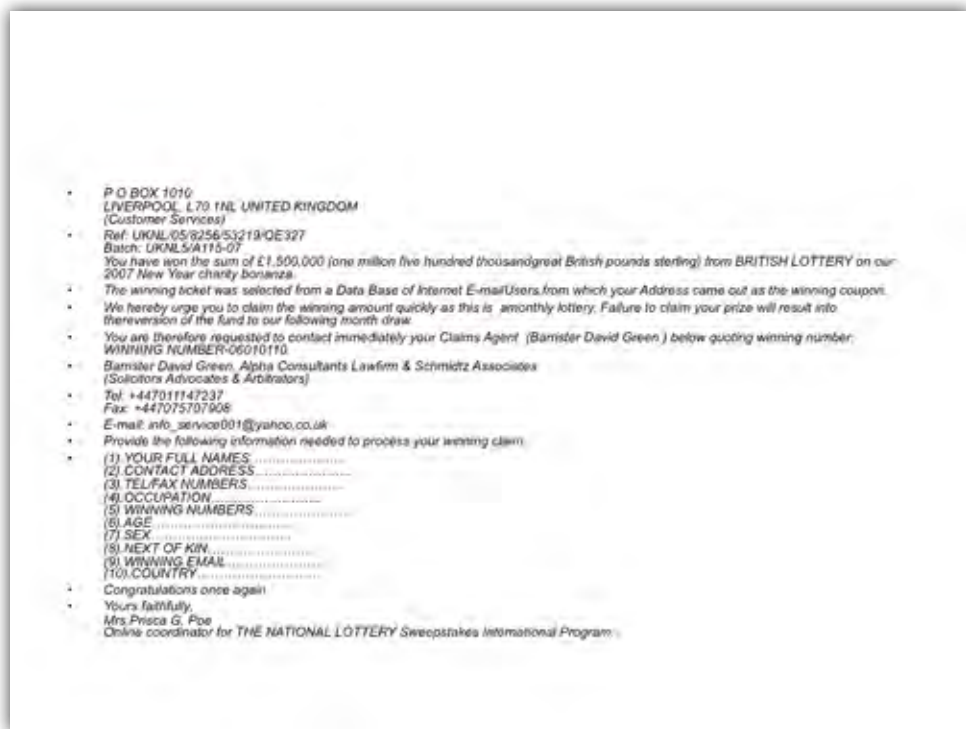 • P O BOX 1010
LIVERPOOL, L70 1NL UNITED KINGDOM
(Customer Services)
• Ref: UKNL/05/8256/53219/OE327
Batch: UKNL5/A115-07
You have won the sum of £1,500,000 (one million five hundred thousandgreat British pounds sterling) from BRITISH LOTTERY on our
2007 New Year charity bonanza.
• The winning ticket was selected from a Data Base of Internet E-mailUsers,from which your Address came out as the winning coupon.
• We hereby urge you to claim the winning amount quickly as this is amonthly lottery. Failure to claim your prize will result into
thereversion of the fund to our following month draw.
• You are therefore requested to contact immediately your Claims Agent (Barrister David Green ) below quoting winning number:
WINNING NUMBER-06010110.
• Barrister David Green, Alpha Consultants Lawfirm & Schmidtz Associates
(Solicitors Advocates & Arbitrators)
• Tel: +447011147237
Fax: +447075707908
• E-mail: info_service001@yahoo.co.uk
• Provide the following information needed to process your winning claim.
• (1).YOUR FULL NAMES......................
(2).CONTACT ADDRESS.......................
(3).TEL/FAX NUMBERS.......................
(4).OCCUPATION...........................
(5).WINNING NUMBERS.......................
(6).AGE..................................
(7).SEX..................................
(8).NEXT OF KIN..........................
(9).WINNING EMAIL........................
(10).COUNTRY..............................
• Congratulations once again
• Yours faithfully,
Mrs Prisca G. Poe
Online coordinator for THE NATIONAL LOTTERY Sweepstakes International Program.